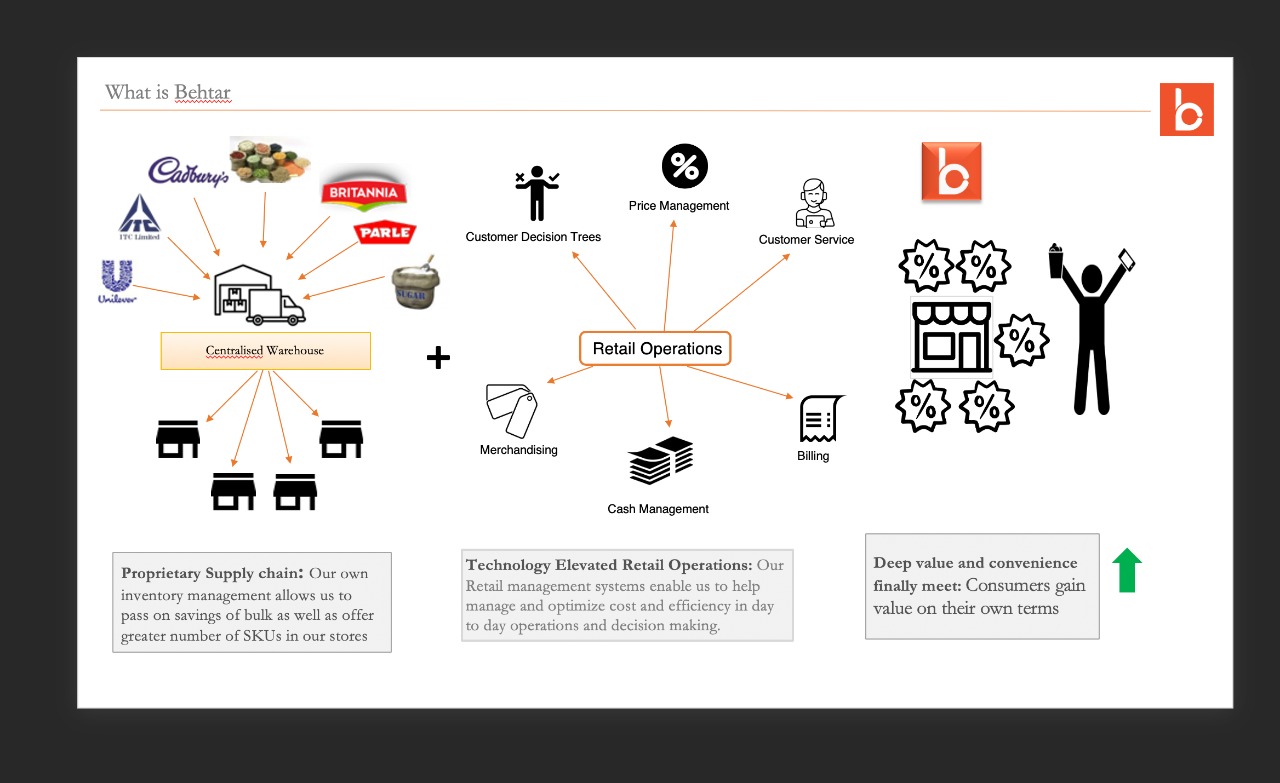 What is Behtar
b
Cadbury's
BRITANNIA
ITC Limited
PARLE
Unilever
SUGAR
Centralised Warehouse
+
%
Price Management
Customer Decision Trees
Customer Service
Retail Operations
Merchandising
Billing
Cash Management
b
%
%
%
%
%
Proprietary Supply chain: Our own
inventory management allows us to
pass on savings of bulk as well as offer
greater number of SKUs in our stores
Technology Elevated Retail Operations: Our
Retail management systems enable us to help
manage and optimize cost and efficiency in day
to day operations and decision making.
Deep value and convenience
finally meet: Consumers gain
value on their own terms